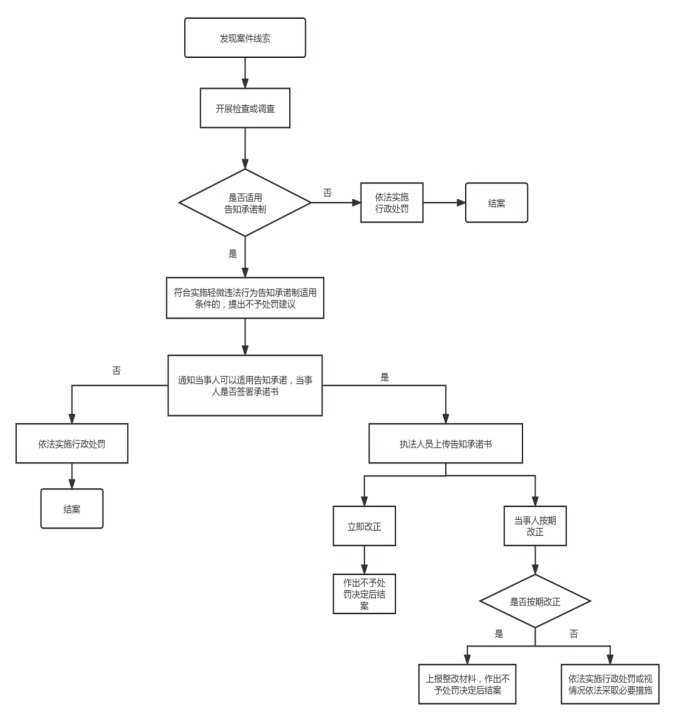 发现案件线索
开展检查或调查
是否适用
告知承诺制
否
依法实施
行政处罚
结案
是
符合实施轻微违法行为告知承诺制适用
条件的，提出不予处罚建议
通知当事人可以适用告知承诺，当事
人是否签署承诺书
否
是
依法实施行政处罚
执法人员上传告知承诺书
结案
立即改正
当事人按期
改正
作出不予处
罚决定后结
案
是否按期改正
是
否
上报整改材料，作出不
予处罚决定后结案
依法实施行政处罚或视
情况依法采取必要措施